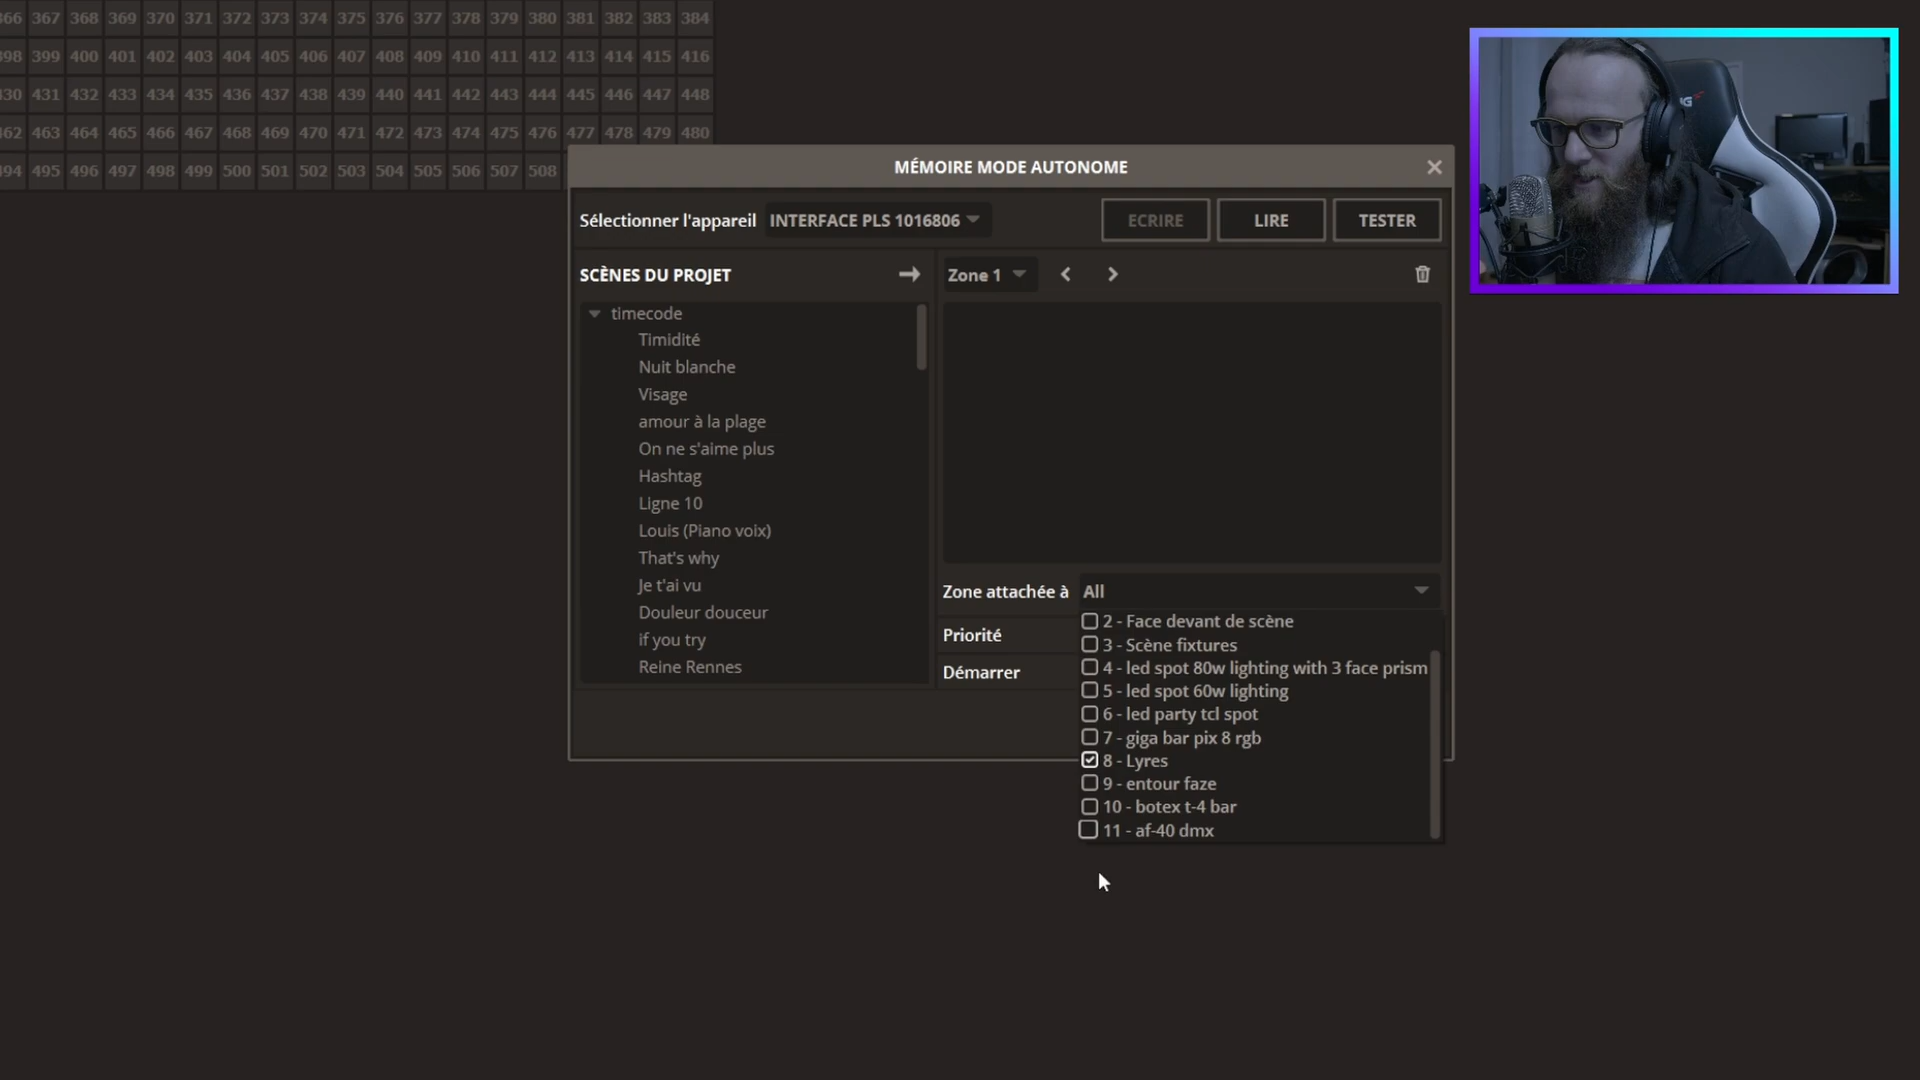 366 367 368 369 370 371 372 373 374 375 376 377 378 379 380 381 382 383 384
398 399 400 401 402 403 404 405 406 407 408 409 410 411 412 413 414 415 416
430 431 432 433 434 435 436 437 438 439 440 441 442 443 444 445 446 447 448
462 463 464 465 466 467 468 469 470 471 472 473 474 475 476 477 478 479 480
494 495 496 497 498 499 500 501 502 503 504 505 506 507 508
MÉMOIRE MODE AUTONOME
Sélectionner l'appareil INTERFACE PLS 1016806 ECRIRE LIRE TESTER
SCÈNES DU PROJET
Zone 1
timecode
Timidité
Nuit blanche
Visage
amour à la plage
On ne s'aime plus
Hashtag
Ligne 10
Louis (Piano voix)
That's why
Je t'ai vu
Douleur douceur
if you try
Reine Rennes
Zone attachée à All
Priorité
Démarrer
2 - Face devant de scène
3 - Scène fixtures
4 - led spot 80w lighting with 3 face prism
5 - led spot 60w lighting
6 - led party tcl spot
7 - giga bar pix 8 rgb
8 - Lyres
9 - entour faze
10 - botex t-4 bar
11 - af-40 dmx